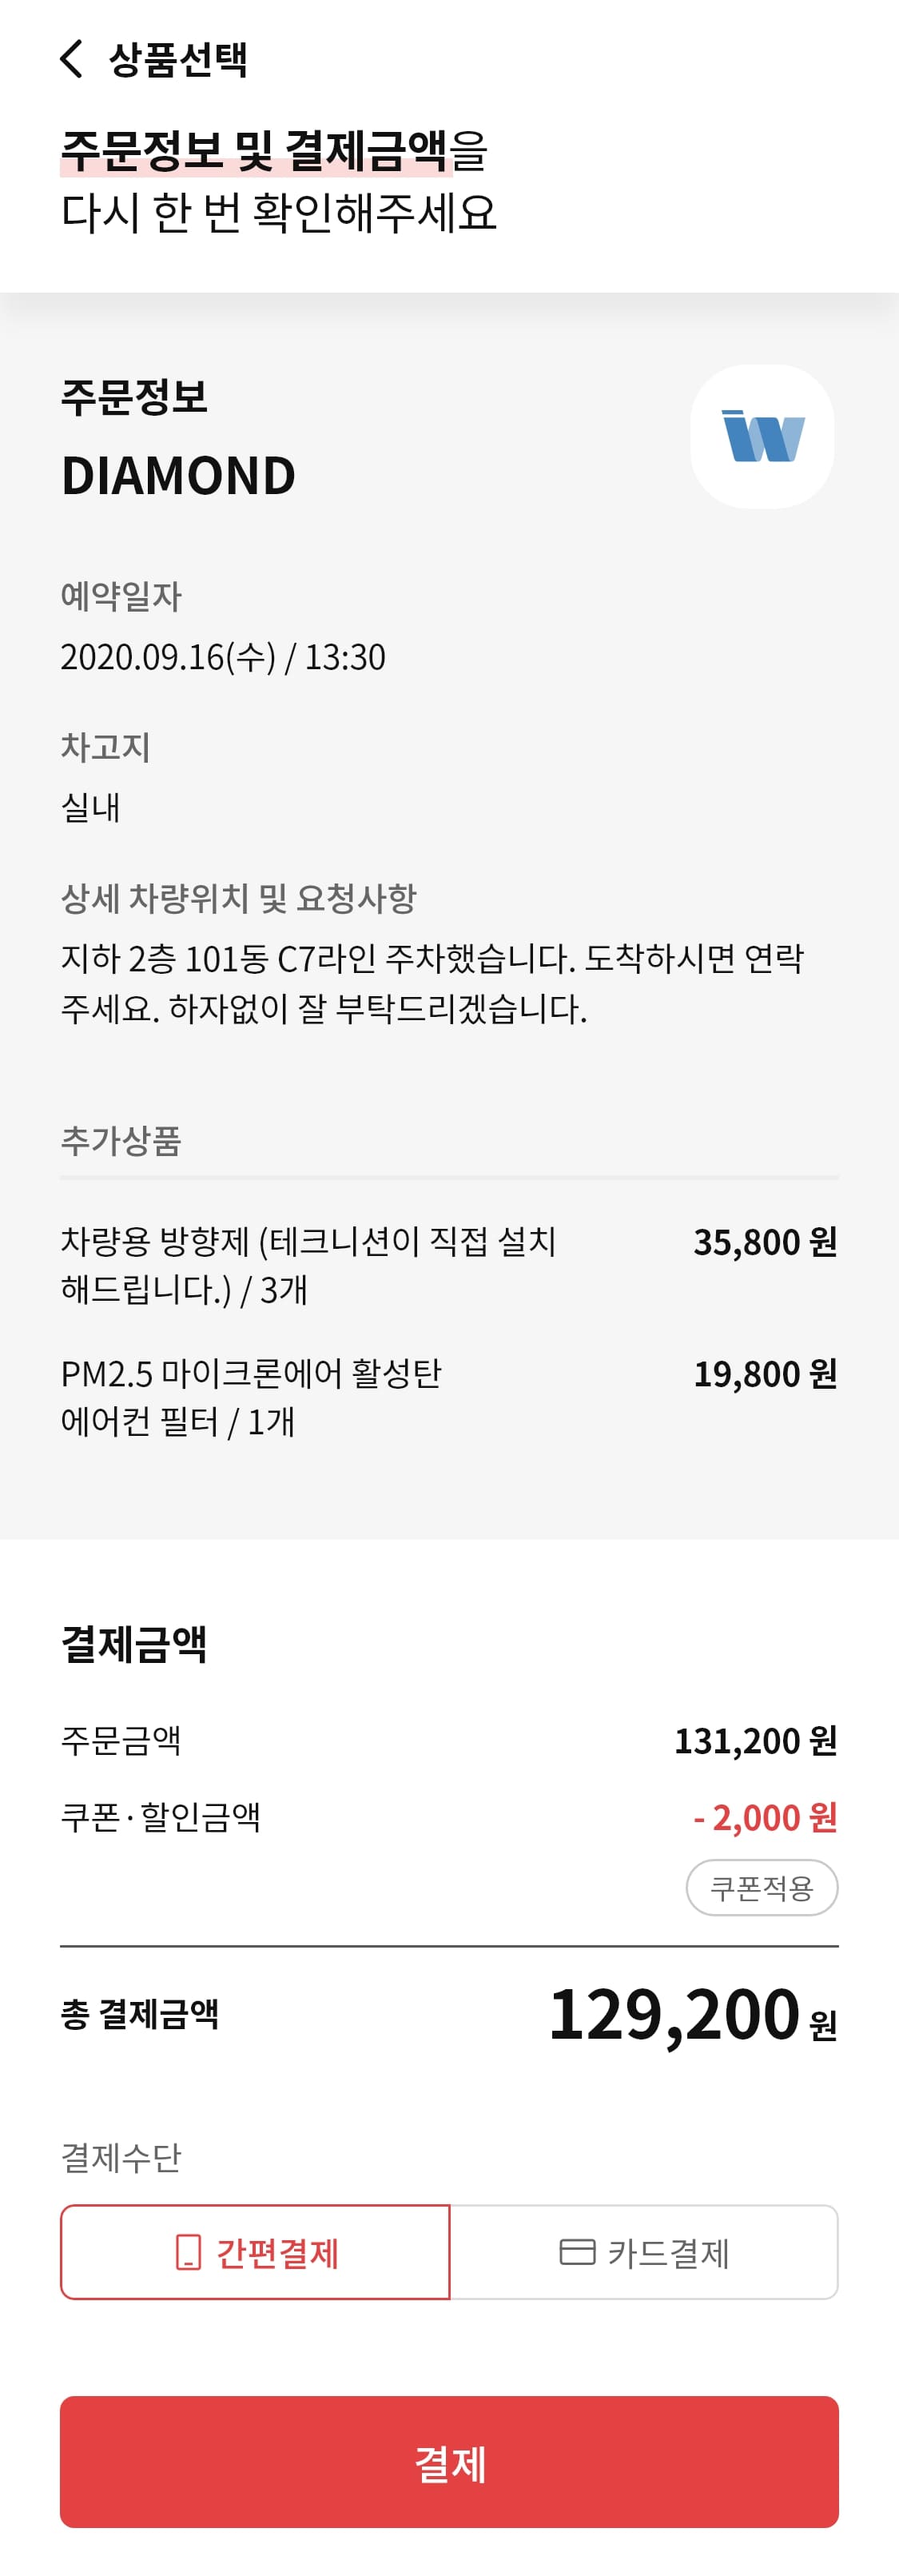 상품선택
주문정보 및 결제금액을
다시 한 번 확인해주세요
주문정보
DIAMOND
예약일자
2020.09.16(수) / 13:30
차고지
실내
상세 차량위치 및 요청사항
지하 2층 101동 C7라인 주차했습니다. 도착하시면 연락
주세요. 하자없이 잘 부탁드리겠습니다.
추가상품
차량용 방향제 (테크니션이 직접 설치 35,800 원
해드립니다.) / 3개
PM2.5 마이크론에어 활성탄 19,800 원
에어컨 필터 / 1개
결제금액
주문금액 131,200 원
쿠폰 · 할인금액 - 2,000 원
쿠폰적용
총 결제금액 129,200 원
결제수단
간편결제 카드결제
결제